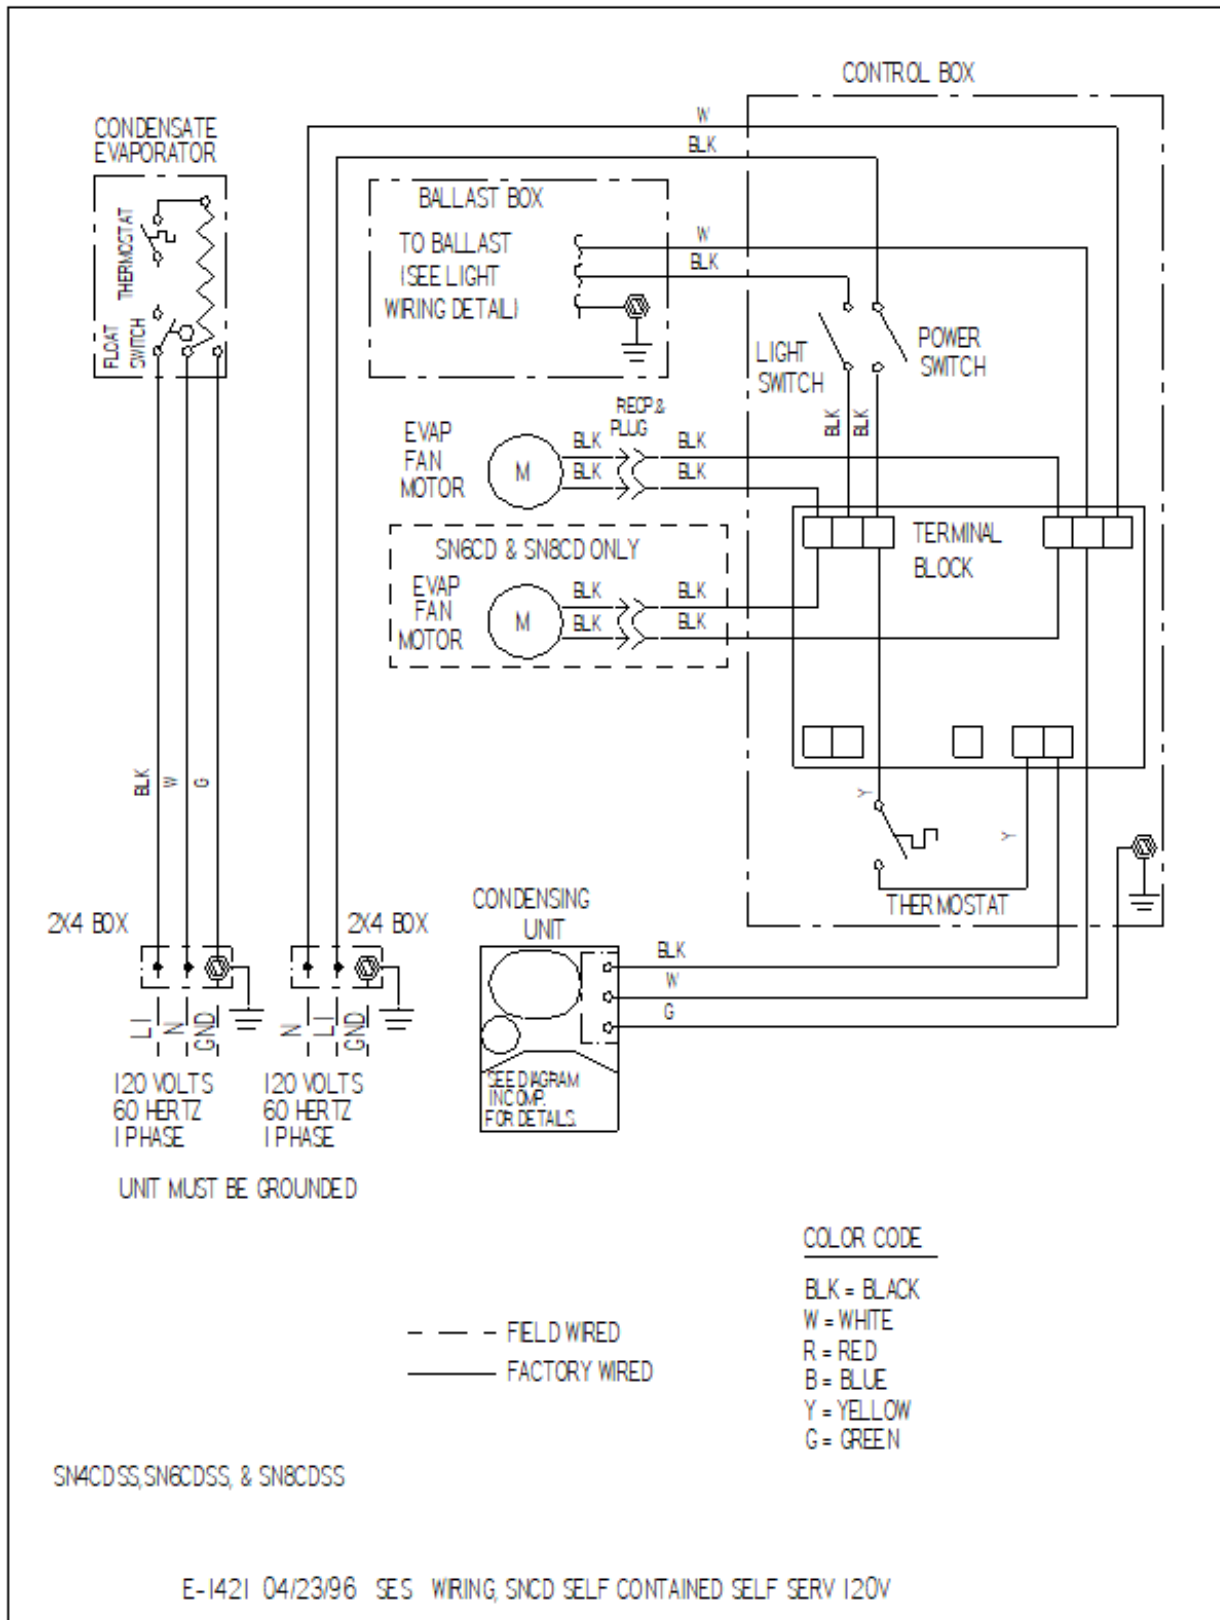 CONTROL BOX
W
BLK
CONDENSATE
EVAPORATOR
THERMOSTAT
FLOAT
SWITCH
BALLAST BOX
TO BALLAST
(SEE LIGHT
WIRING DETAIL)
W
BLK
LIGHT
SWITCH
POWER
SWITCH
BLK
BLK
RECP.&
PLUG
EVAP
FAN
MOTOR
M
BLK
BLK
BLK
BLK
TERMINAL
BLOCK
SN6CD & SN8CD ONLY
EVAP
FAN
MOTOR
M
BLK
BLK
BLK
BLK
BLK
W
G
Y
Y
THERMOSTAT
2X4 BOX
2X4 BOX
CONDENSING
UNIT
BLK
W
G
SEE DIAGRAM
IN COMP.
FOR DETAILS.
L1
N
GND
N
L1
GND
120 VOLTS
60 HERTZ
1 PHASE
120 VOLTS
60 HERTZ
1 PHASE
UNIT MUST BE GROUNDED
COLOR CODE
BLK = BLACK
W = WHITE
R = RED
B = BLUE
Y = YELLOW
G = GREEN
FIELD WIRED
FACTORY WIRED
SN4CDSS,SN6CDSS, & SN8CDSS
E-1421 04/23/96 SES WIRING, SNCD SELF CONTAINED SELF SERV 120V